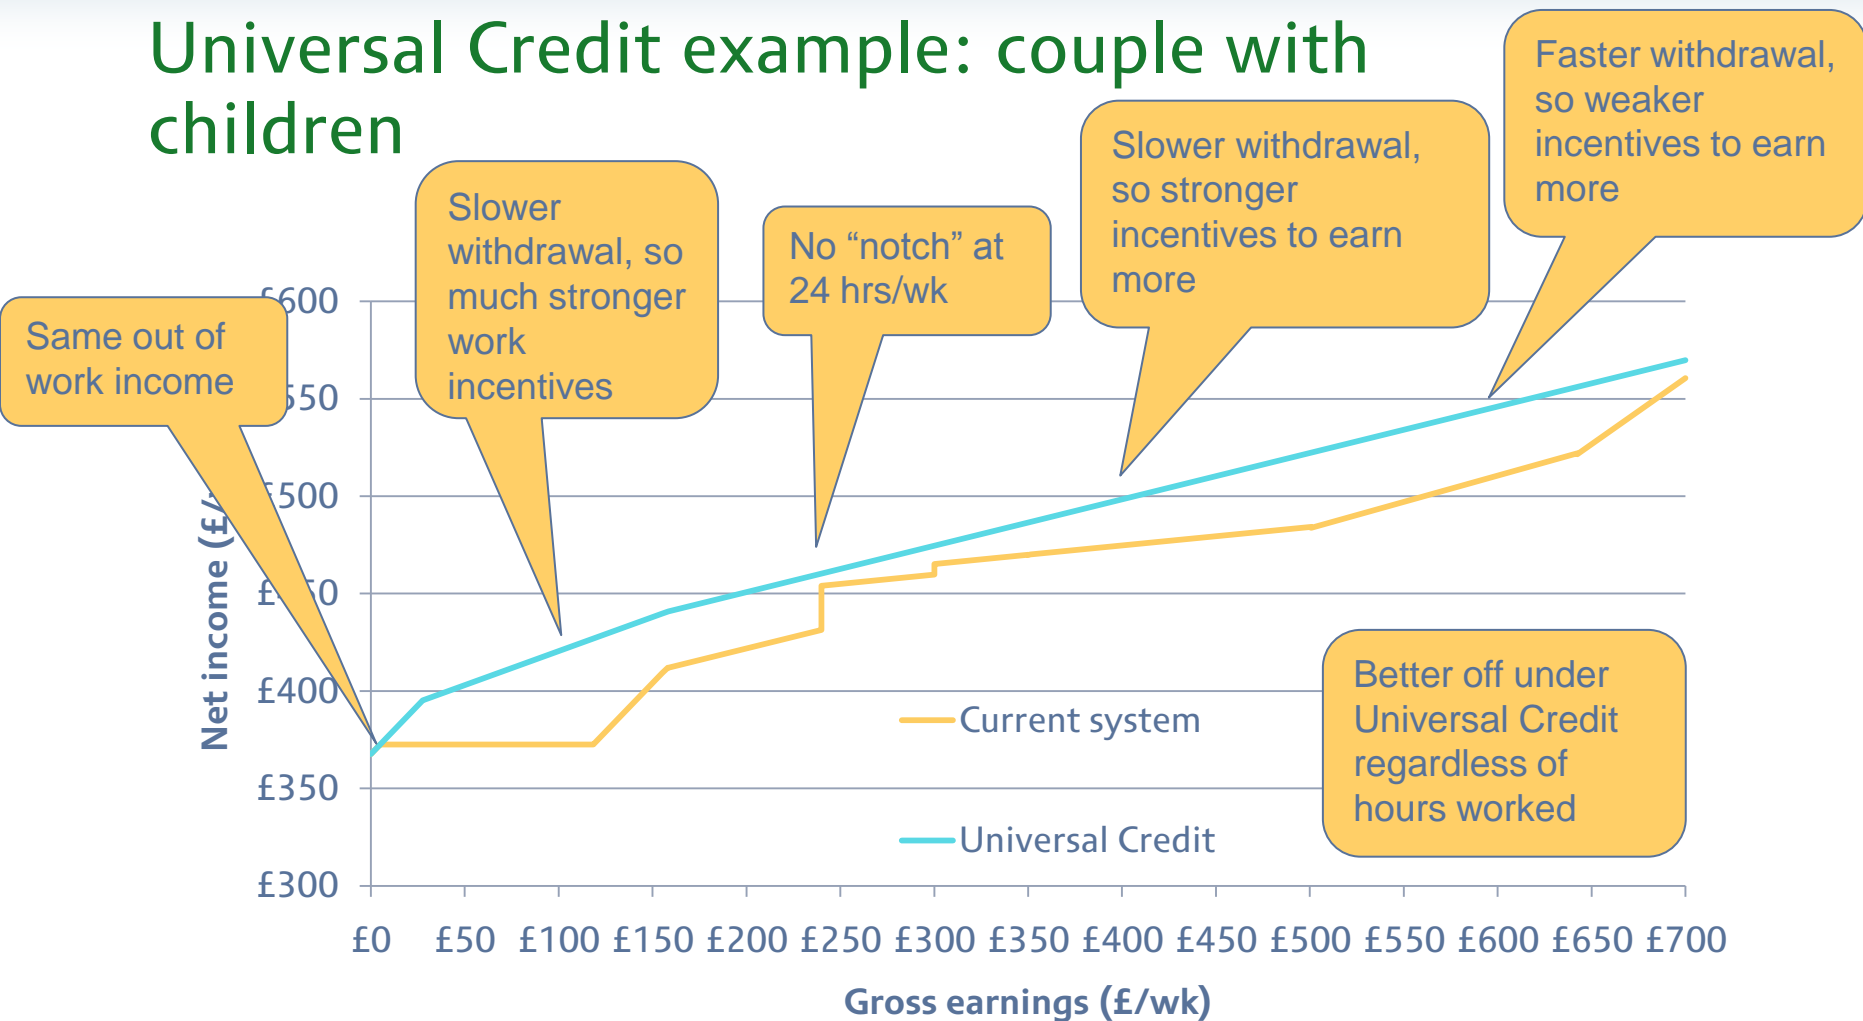 Universal Credit example: couple with
children
Faster withdrawal,
so weaker
incentives to earn
more
Slower withdrawal,
so stronger
incentives to earn
more
Slower
withdrawal, so
much stronger
work
incentives
No “notch” at
24 hrs/wk
Same out of
work income
£500
£400
£350
£300
Net income
Current system
Universal Credit
Better off under
Universal Credit
regardless of
hours worked
£0 £50 £100 £150 £200 £250 £300 £350 £400 £450 £500 £550 £600 £650 £700
Gross earnings (£/wk)